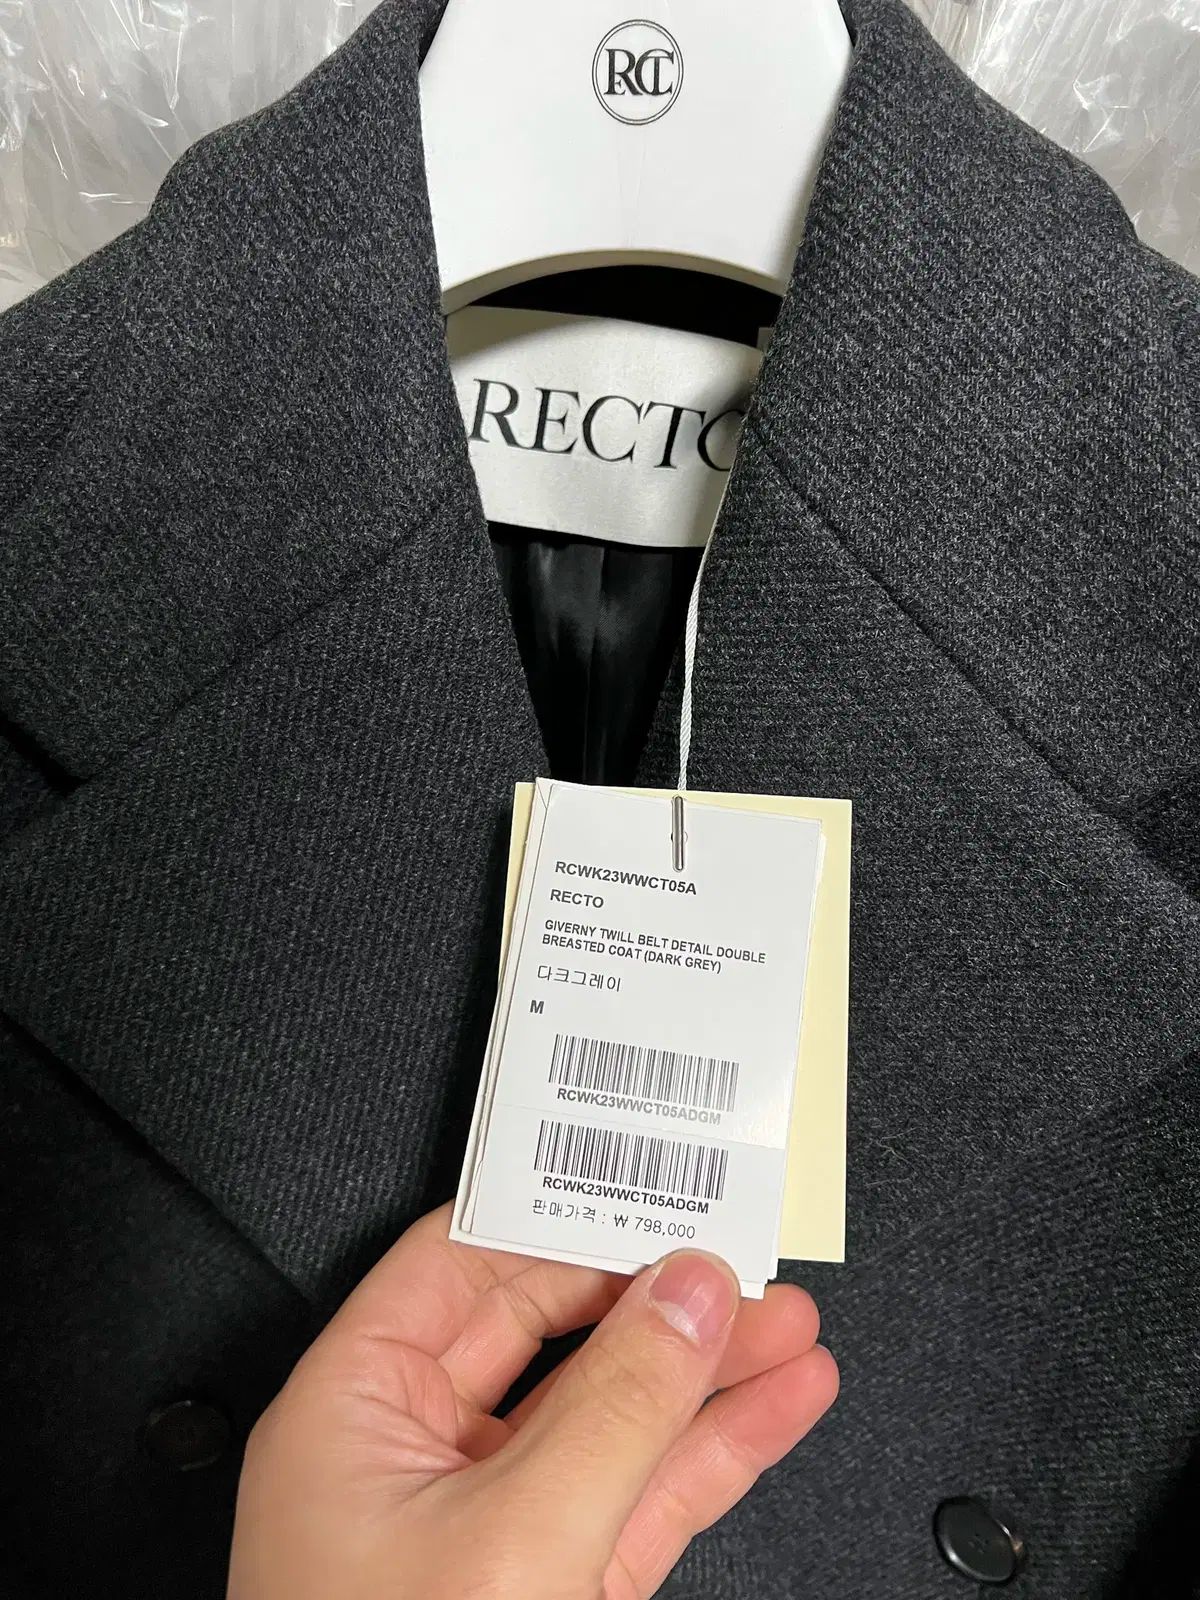 RCT
RECTO
RCWK23WWCT05A
RECTO
GIVERNY TWILL BELT DETAIL DOUBLE
BREASTED COAT (DARK GREY)
다크그레이
M
RCWK23WWCT05ADGM
RCWK23WWCT05ADGM
판매가격 : ₩ 798,000